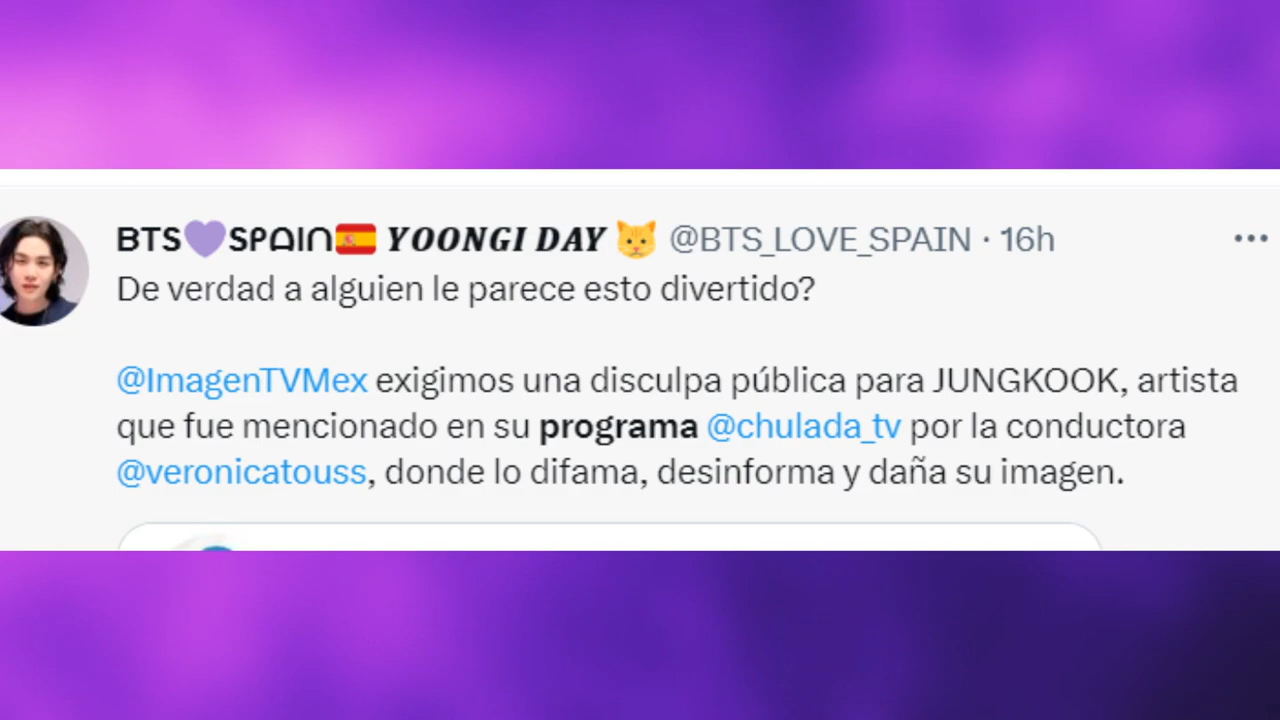 BTS💜SPAIN🇪🇸 YOONGI DAY 🐱 @BTS_LOVE_SPAIN · 16h
De verdad a alguien le parece esto divertido?
@ImagenTVMex exigimos una disculpa pública para JUNGKOOK, artista
que fue mencionado en su programa @chulada_tv por la conductora
@veronicatouss, donde lo difama, desinforma y daña su imagen.